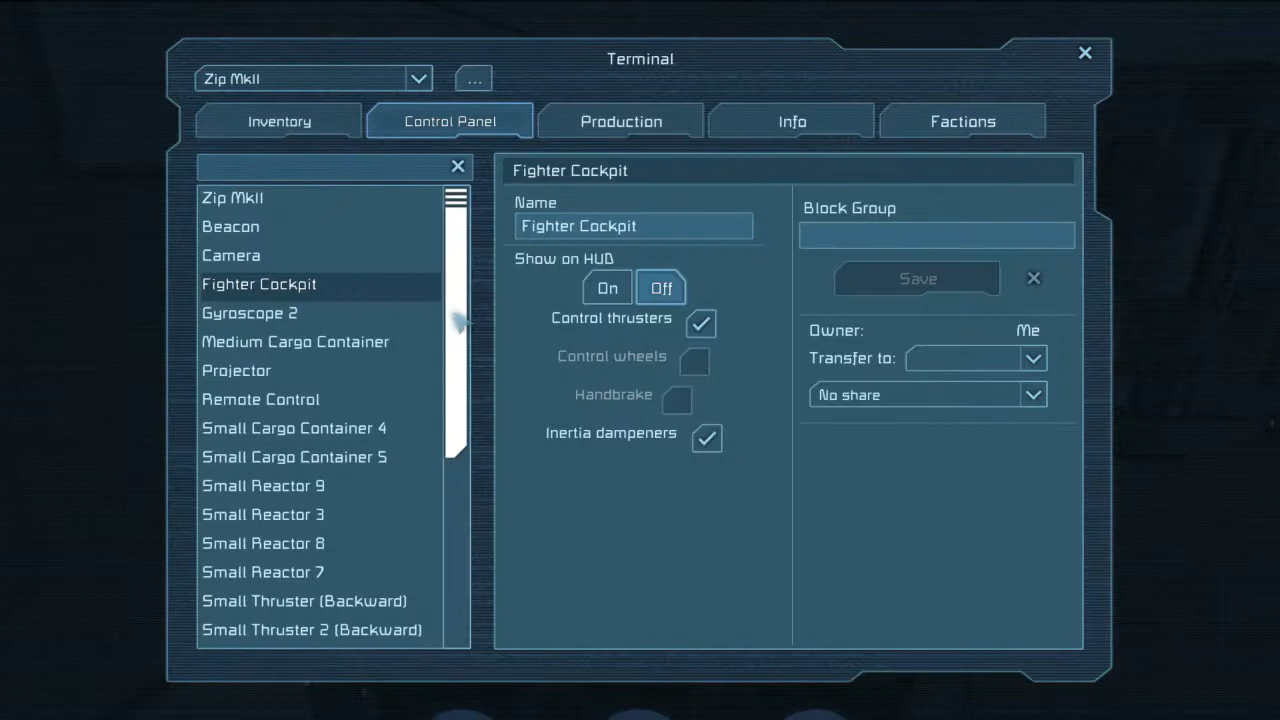 Terminal
Zip MkII
...
Inventory
Control Panel
Production
Info
Factions
Zip MkII
Beacon
Camera
Fighter Cockpit
Gyroscope 2
Medium Cargo Container
Projector
Remote Control
Small Cargo Container 4
Small Cargo Container 5
Small Reactor 9
Small Reactor 3
Small Reactor 8
Small Reactor 7
Small Thruster (Backward)
Small Thruster 2 (Backward)
Fighter Cockpit
Name
Fighter Cockpit
Show on HUD
On Off
Control thrusters
Control wheels
Handbrake
Inertia dampeners
Block Group
Save
Owner: Me
Transfer to:
No share